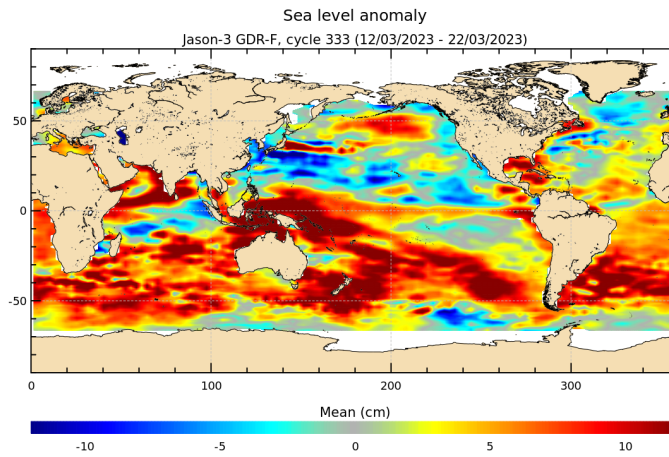 Sea level anomaly
Jason-3 GDR-F, cycle 333 (12/03/2023 - 22/03/2023)
50
0
-50
0 100 200 300
Mean (cm)
-10 -5 0 5 10